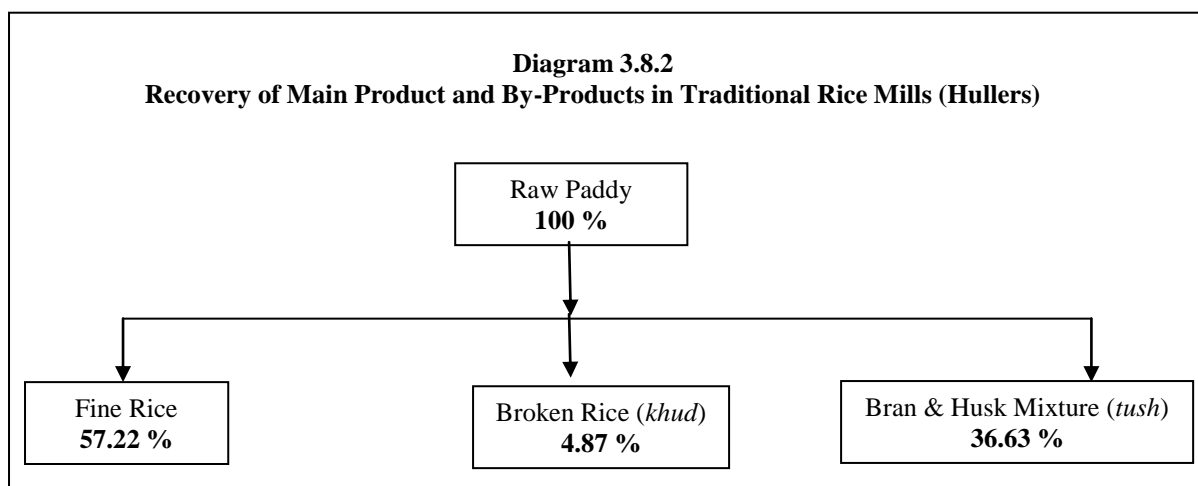 Diagram 3.8.2
Recovery of Main Product and By-Products in Traditional Rice Mills (Hullers)
Raw Paddy
100 %
Fine Rice
57.22 %
Broken Rice (khud)
4.87 %
Bran & Husk Mixture (tush)
36.63 %